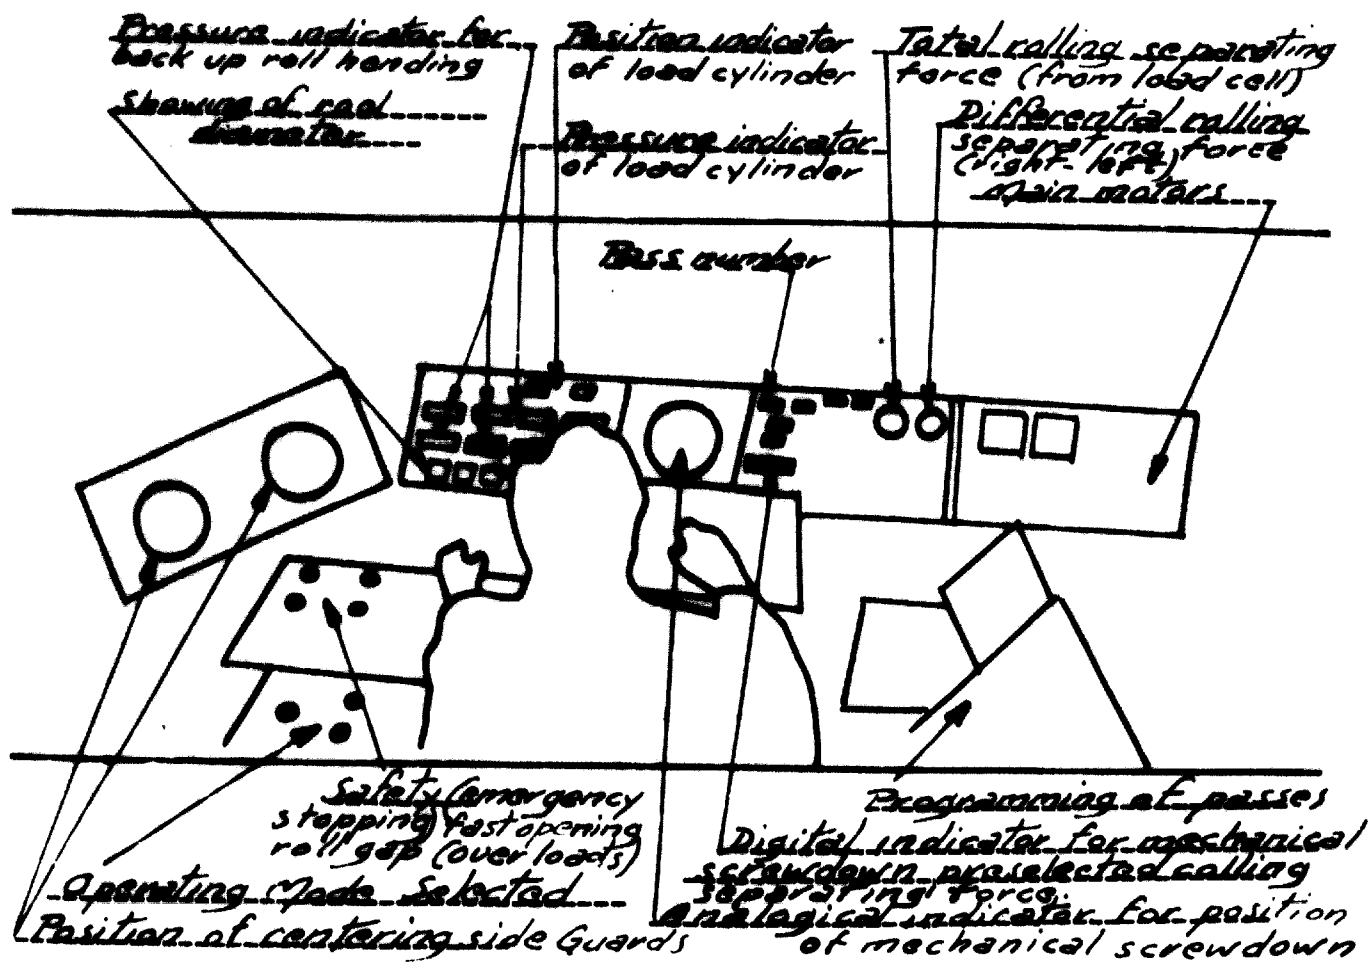 Pressure indicator for
back up roll bending
Showing of reel
diameter
Position indicator
of load cylinder
Pressure indicator
of load cylinder
Total rolling separating
force (from load cell)
Differential rolling
separating force
(right-left)
Main motors
Pass number
Safety (emergency
stopping) fast opening
roll gap (over loads)
Operating Mode Selected
Position of centering side Guards
Programming of passes
Digital indicator for mechanical
screwdown preselected
separating force.
Analogical indicator for position
of mechanical screwdown